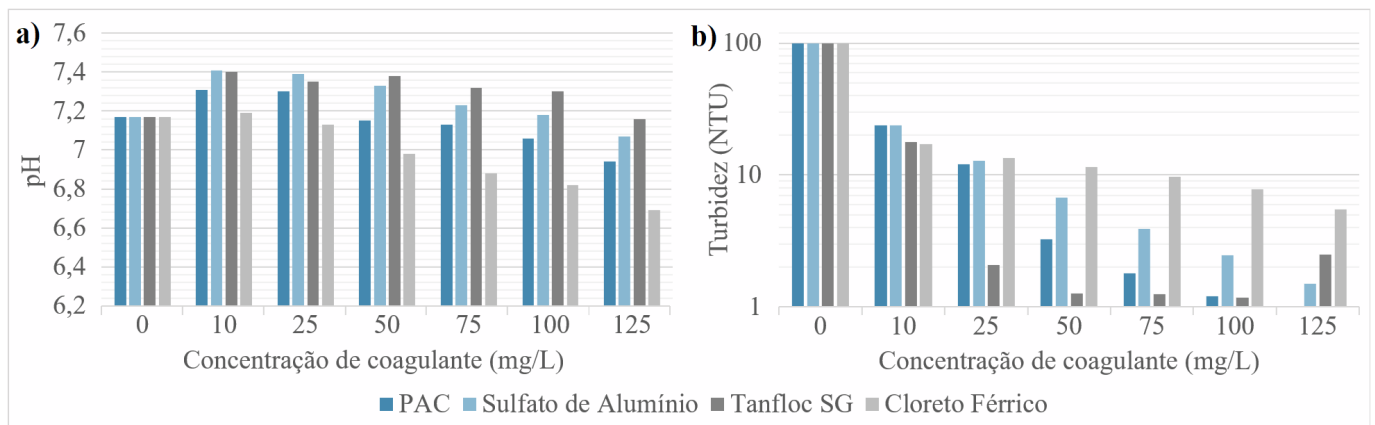 a)
7,6
7,4
7,2
7
6,8
6,6
6,4
6,2
pH
0 10 25 50 75 100 125
Concentração de coagulante (mg/L)
b)
100
10
1
Turbidez (NTU)
0 10 25 50 75 100 125
Concentração de coagulante (mg/L)
PAC Sulfato de Alumínio Tanfloc SG Cloreto Férrico